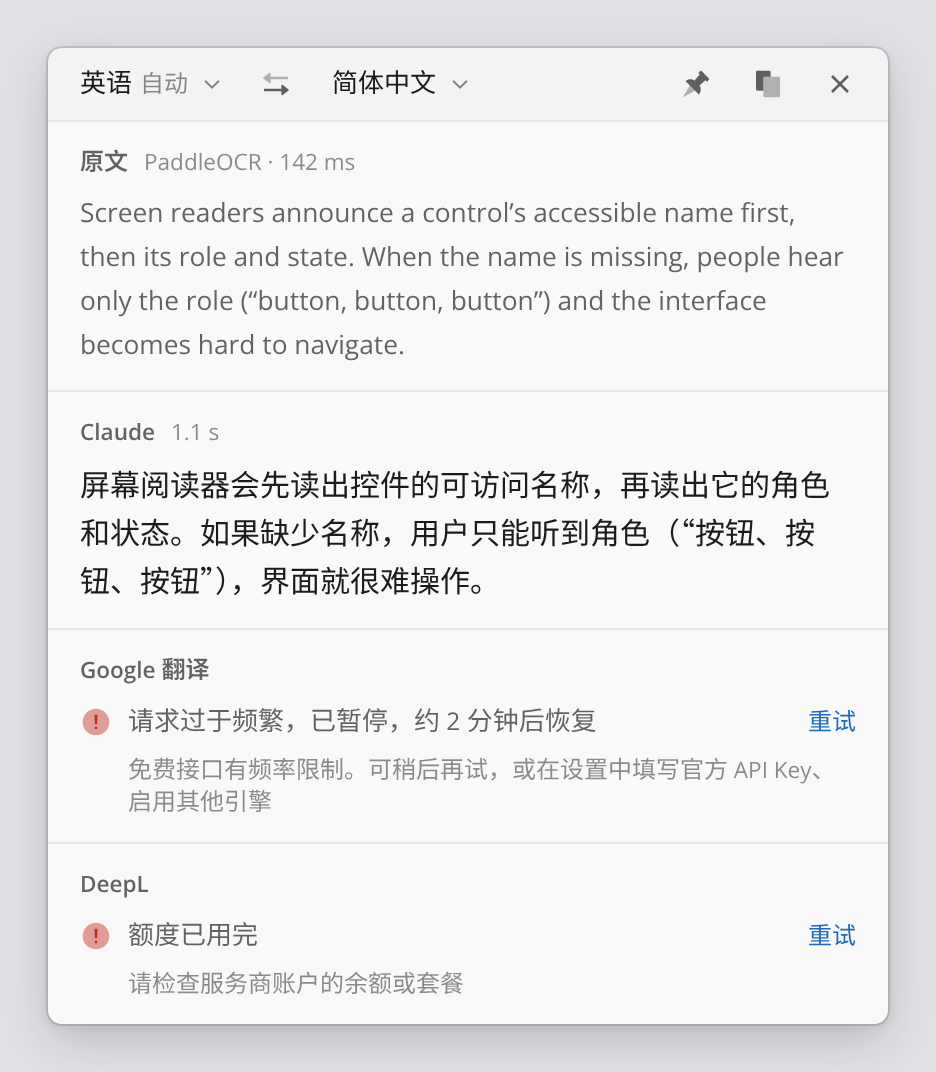 英语 自动 简体中文
原文 PaddleOCR · 142 ms
Screen readers announce a control’s accessible name first,
then its role and state. When the name is missing, people hear
only the role (“button, button, button”) and the interface
becomes hard to navigate.
Claude 1.1 s
屏幕阅读器会先读出控件的可访问名称，再读出它的角色
和状态。如果缺少名称，用户只能听到角色（“按钮、按
钮、按钮”），界面就很难操作。
Google 翻译
请求过于频繁，已暂停，约 2 分钟后恢复 重试
免费接口有频率限制。可稍后再试，或在设置中填写官方 API Key、
启用其他引擎
DeepL
额度已用完 重试
请检查服务商账户的余额或套餐